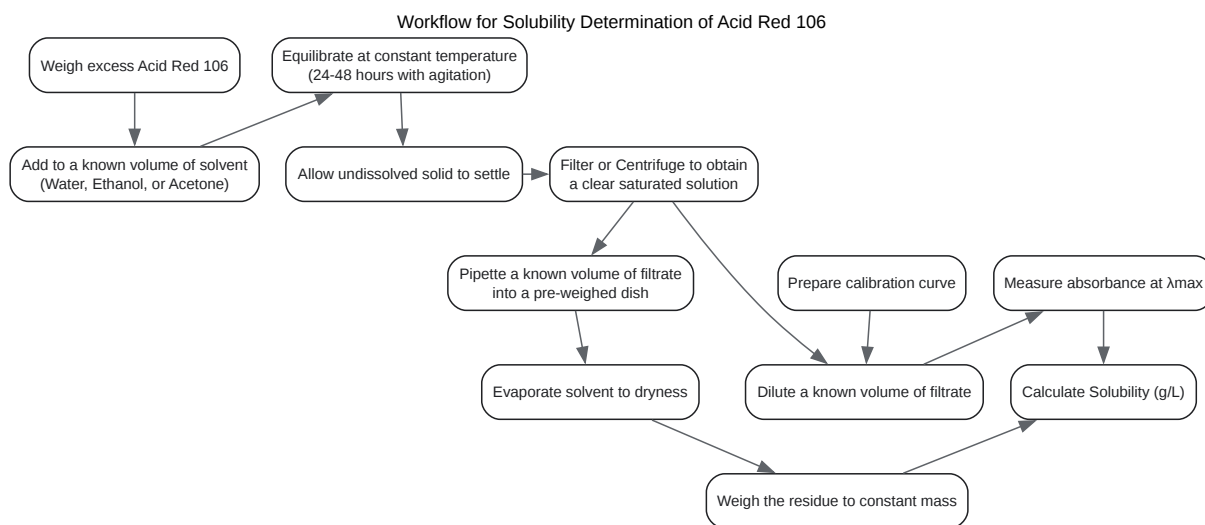 Workflow for Solubility Determination of Acid Red 106
Weigh excess Acid Red 106
Equilibrate at constant temperature
(24-48 hours with agitation)
Add to a known volume of solvent
(Water, Ethanol, or Acetone)
Allow undissolved solid to settle
Filter or Centrifuge to obtain
a clear saturated solution
Pipette a known volume of filtrate
into a pre-weighed dish
Prepare calibration curve
Measure absorbance at λmax
Evaporate solvent to dryness
Dilute a known volume of filtrate
Calculate Solubility (g/L)
Weigh the residue to constant mass